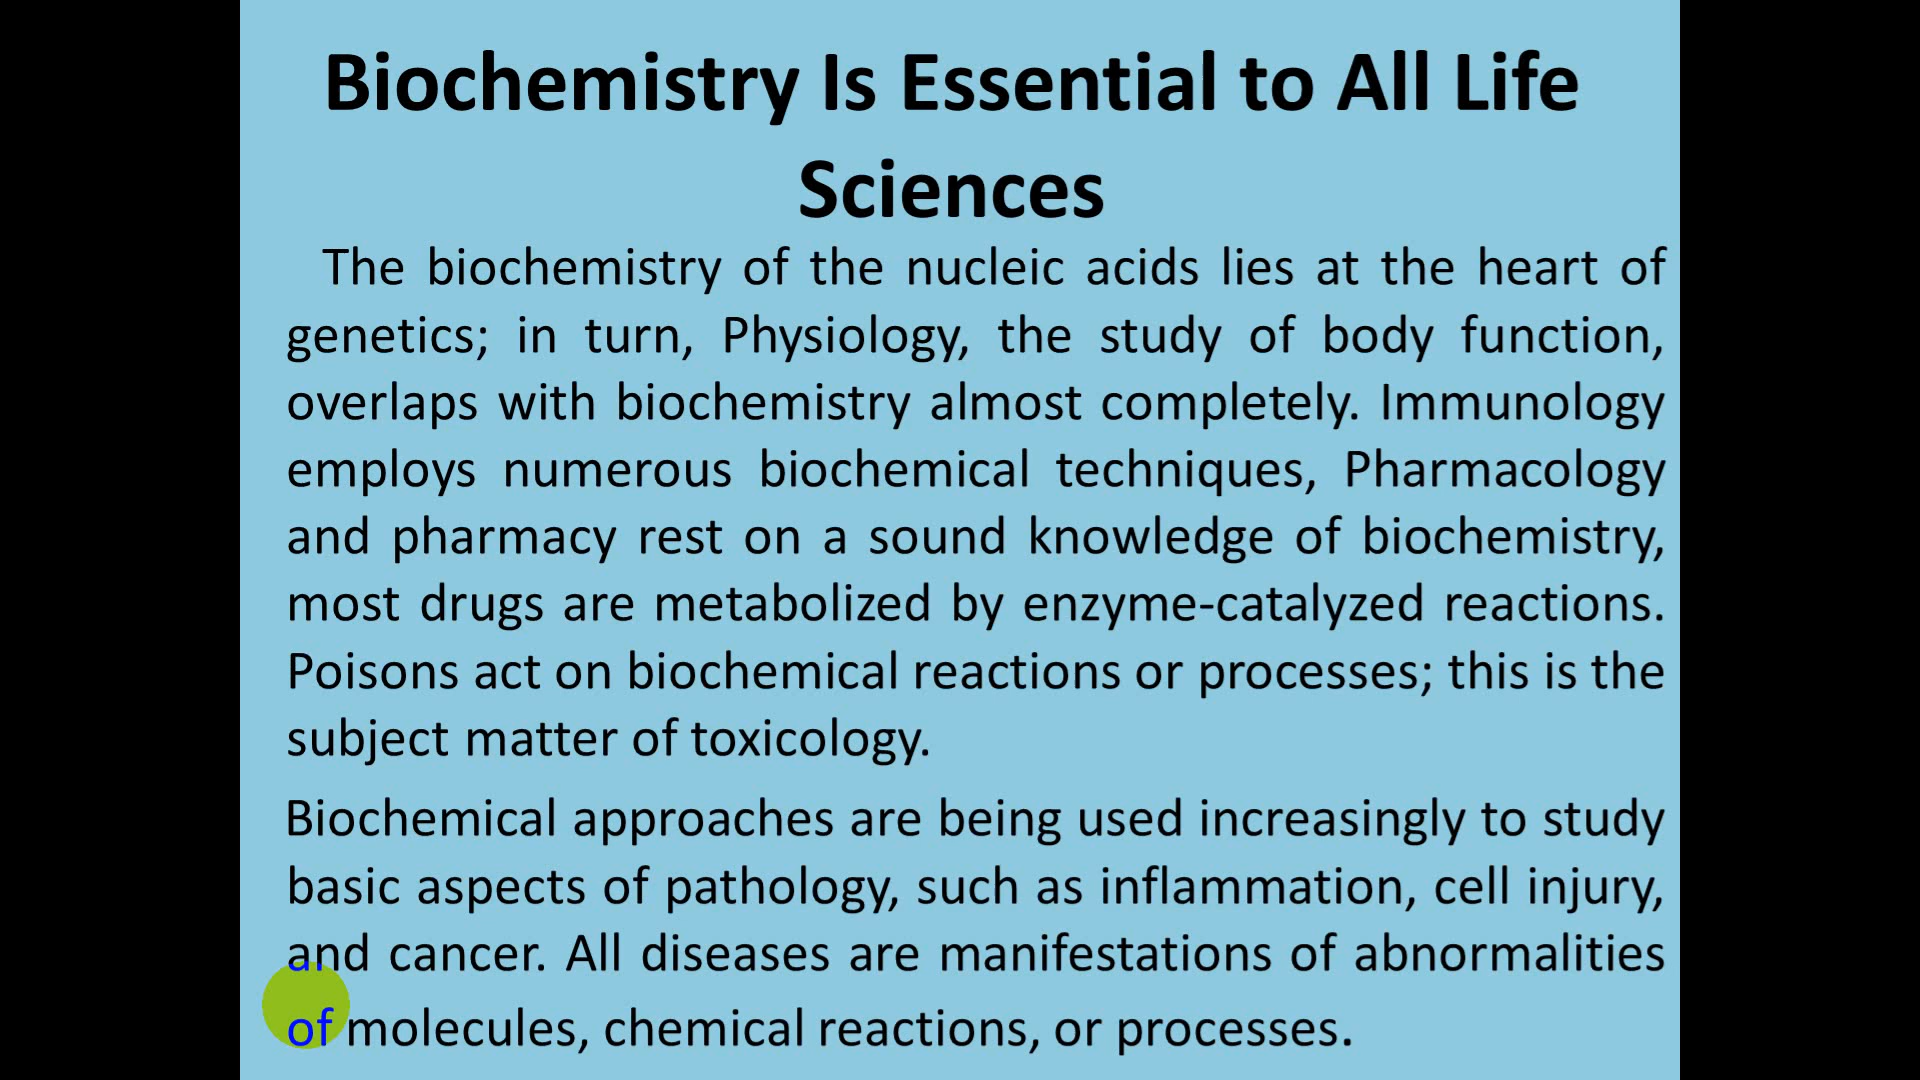 Biochemistry Is Essential to All Life
Sciences
The biochemistry of the nucleic acids lies at the heart of
genetics; in turn, Physiology, the study of body function,
overlaps with biochemistry almost completely. Immunology
employs numerous biochemical techniques, Pharmacology
and pharmacy rest on a sound knowledge of biochemistry,
most drugs are metabolized by enzyme-catalyzed reactions.
Poisons act on biochemical reactions or processes; this is the
subject matter of toxicology.
Biochemical approaches are being used increasingly to study
basic aspects of pathology, such as inflammation, cell injury,
and cancer. All diseases are manifestations of abnormalities
of molecules, chemical reactions, or processes.